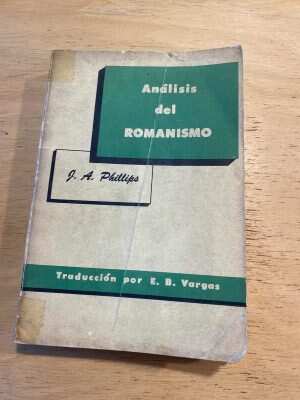 Análisis
del
ROMANISMO
J. A. Phillips
Traducción por E. B. Vargas